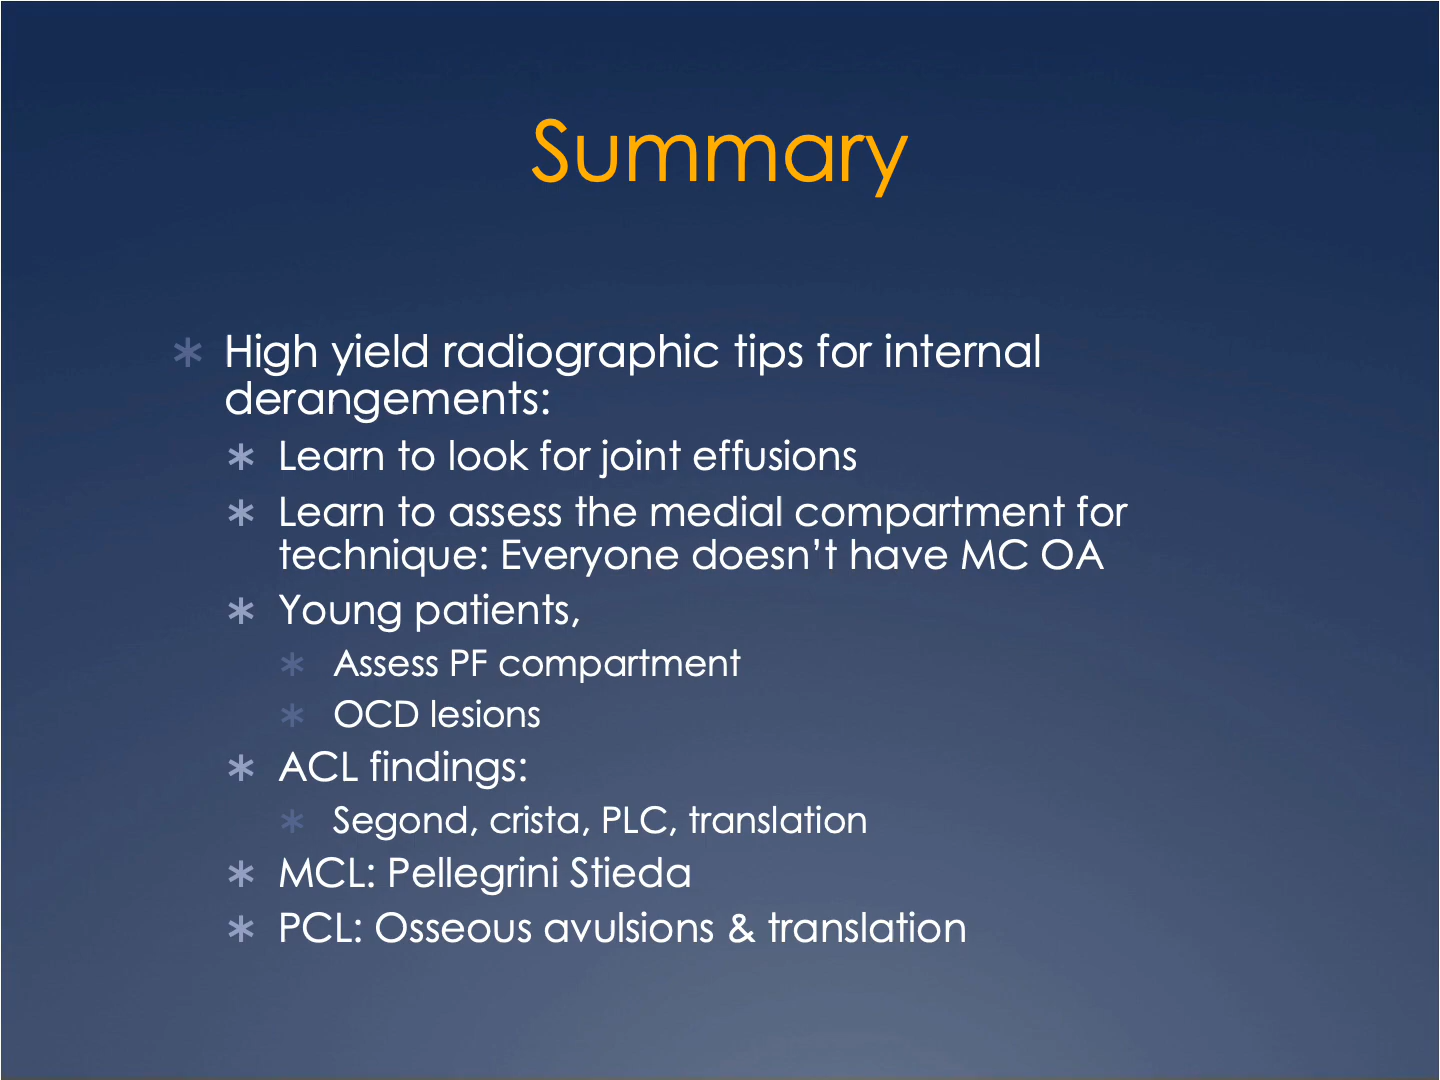 Summary
High yield radiographic tips for internal
derangements:
Learn to look for joint effusions
Learn to assess the medial compartment for
technique: Everyone doesn’t have MC OA
Young patients,
Assess PF compartment
OCD lesions
ACL findings:
Segond, crista, PLC, translation
MCL: Pellegrini Stieda
PCL: Osseous avulsions & translation